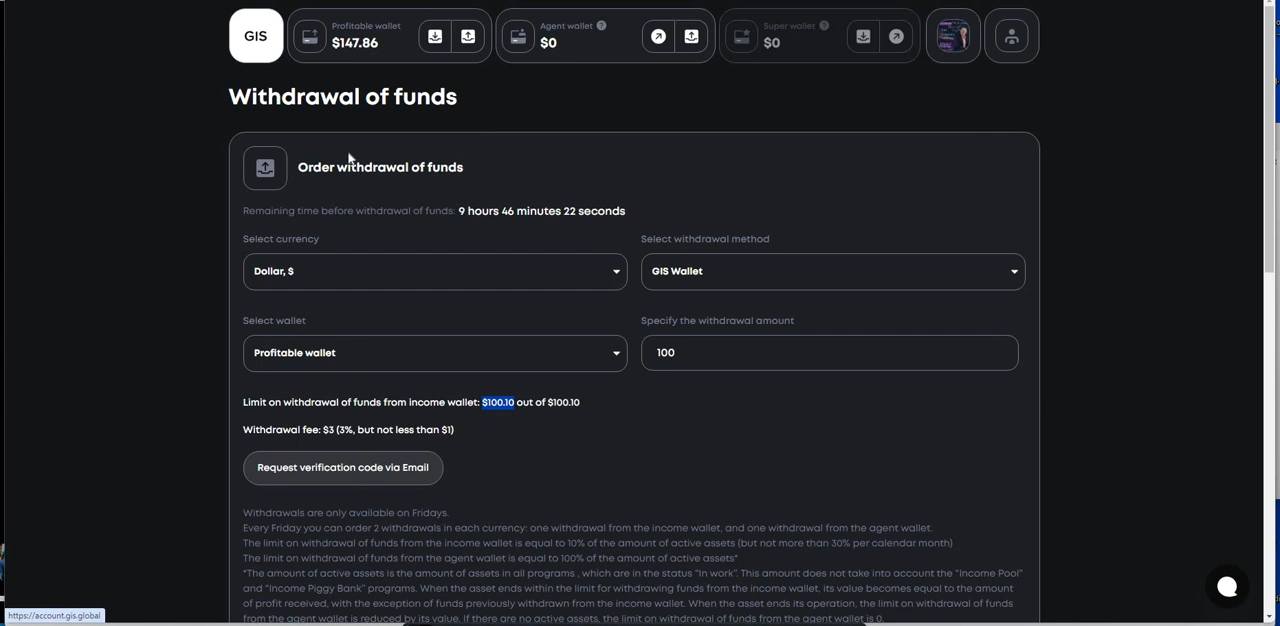 GIS
Profitable wallet
$147.86
Agent wallet ?
$0
Super wallet ?
$0
Withdrawal of funds
Order withdrawal of funds
Remaining time before withdrawal of funds: 9 hours 46 minutes 22 seconds
Select currency
Select withdrawal method
Dollar, $
GIS Wallet
Select wallet
Specify the withdrawal amount
Profitable wallet
100
Limit on withdrawal of funds from income wallet: $100.10 out of $100.10
Withdrawal fee: $3 (3%, but not less than $1)
Request verification code via Email
Withdrawals are only available on Fridays.
Every Friday you can order 2 withdrawals in each currency: one withdrawal from the income wallet, and one withdrawal from the agent wallet.
The limit on withdrawal of funds from the income wallet is equal to 10% of the amount of active assets (but not more than 30% per calendar month)
The limit on withdrawal of funds from the agent wallet is equal to 100% of the amount of active assets*
*The amount of active assets is the amount of assets in all programs , which are in the status "In work". This amount does not take into account the "Income Pool"
and "Income Piggy Bank" programs. When the asset ends within the limit for withdrawing funds from the income wallet, its value becomes equal to the amount
of profit received, with the exception of funds previously withdrawn from the income wallet. When the asset ends its operation, the limit on withdrawal of funds
from the agent wallet is reduced by its value. If there are no active assets, the limit on withdrawal of funds from the agent wallet is 0.
https://account.gis.global